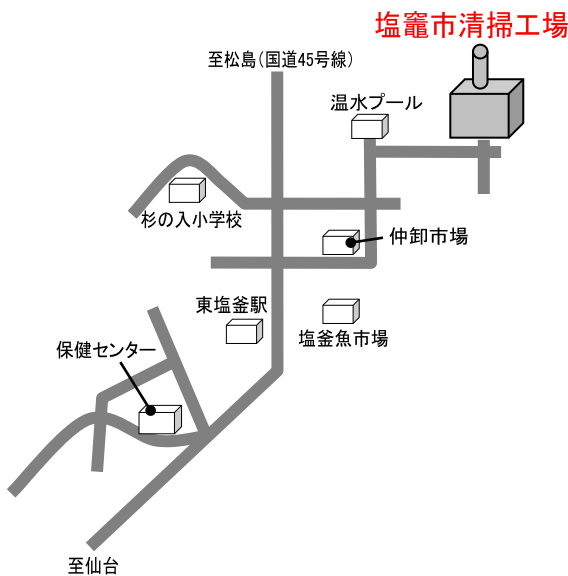 塩竈市清掃工場
至松島（国道45号線）
温水プール
杉の入小学校
仲卸市場
東塩釜駅
塩釜魚市場
保健センター
至仙台